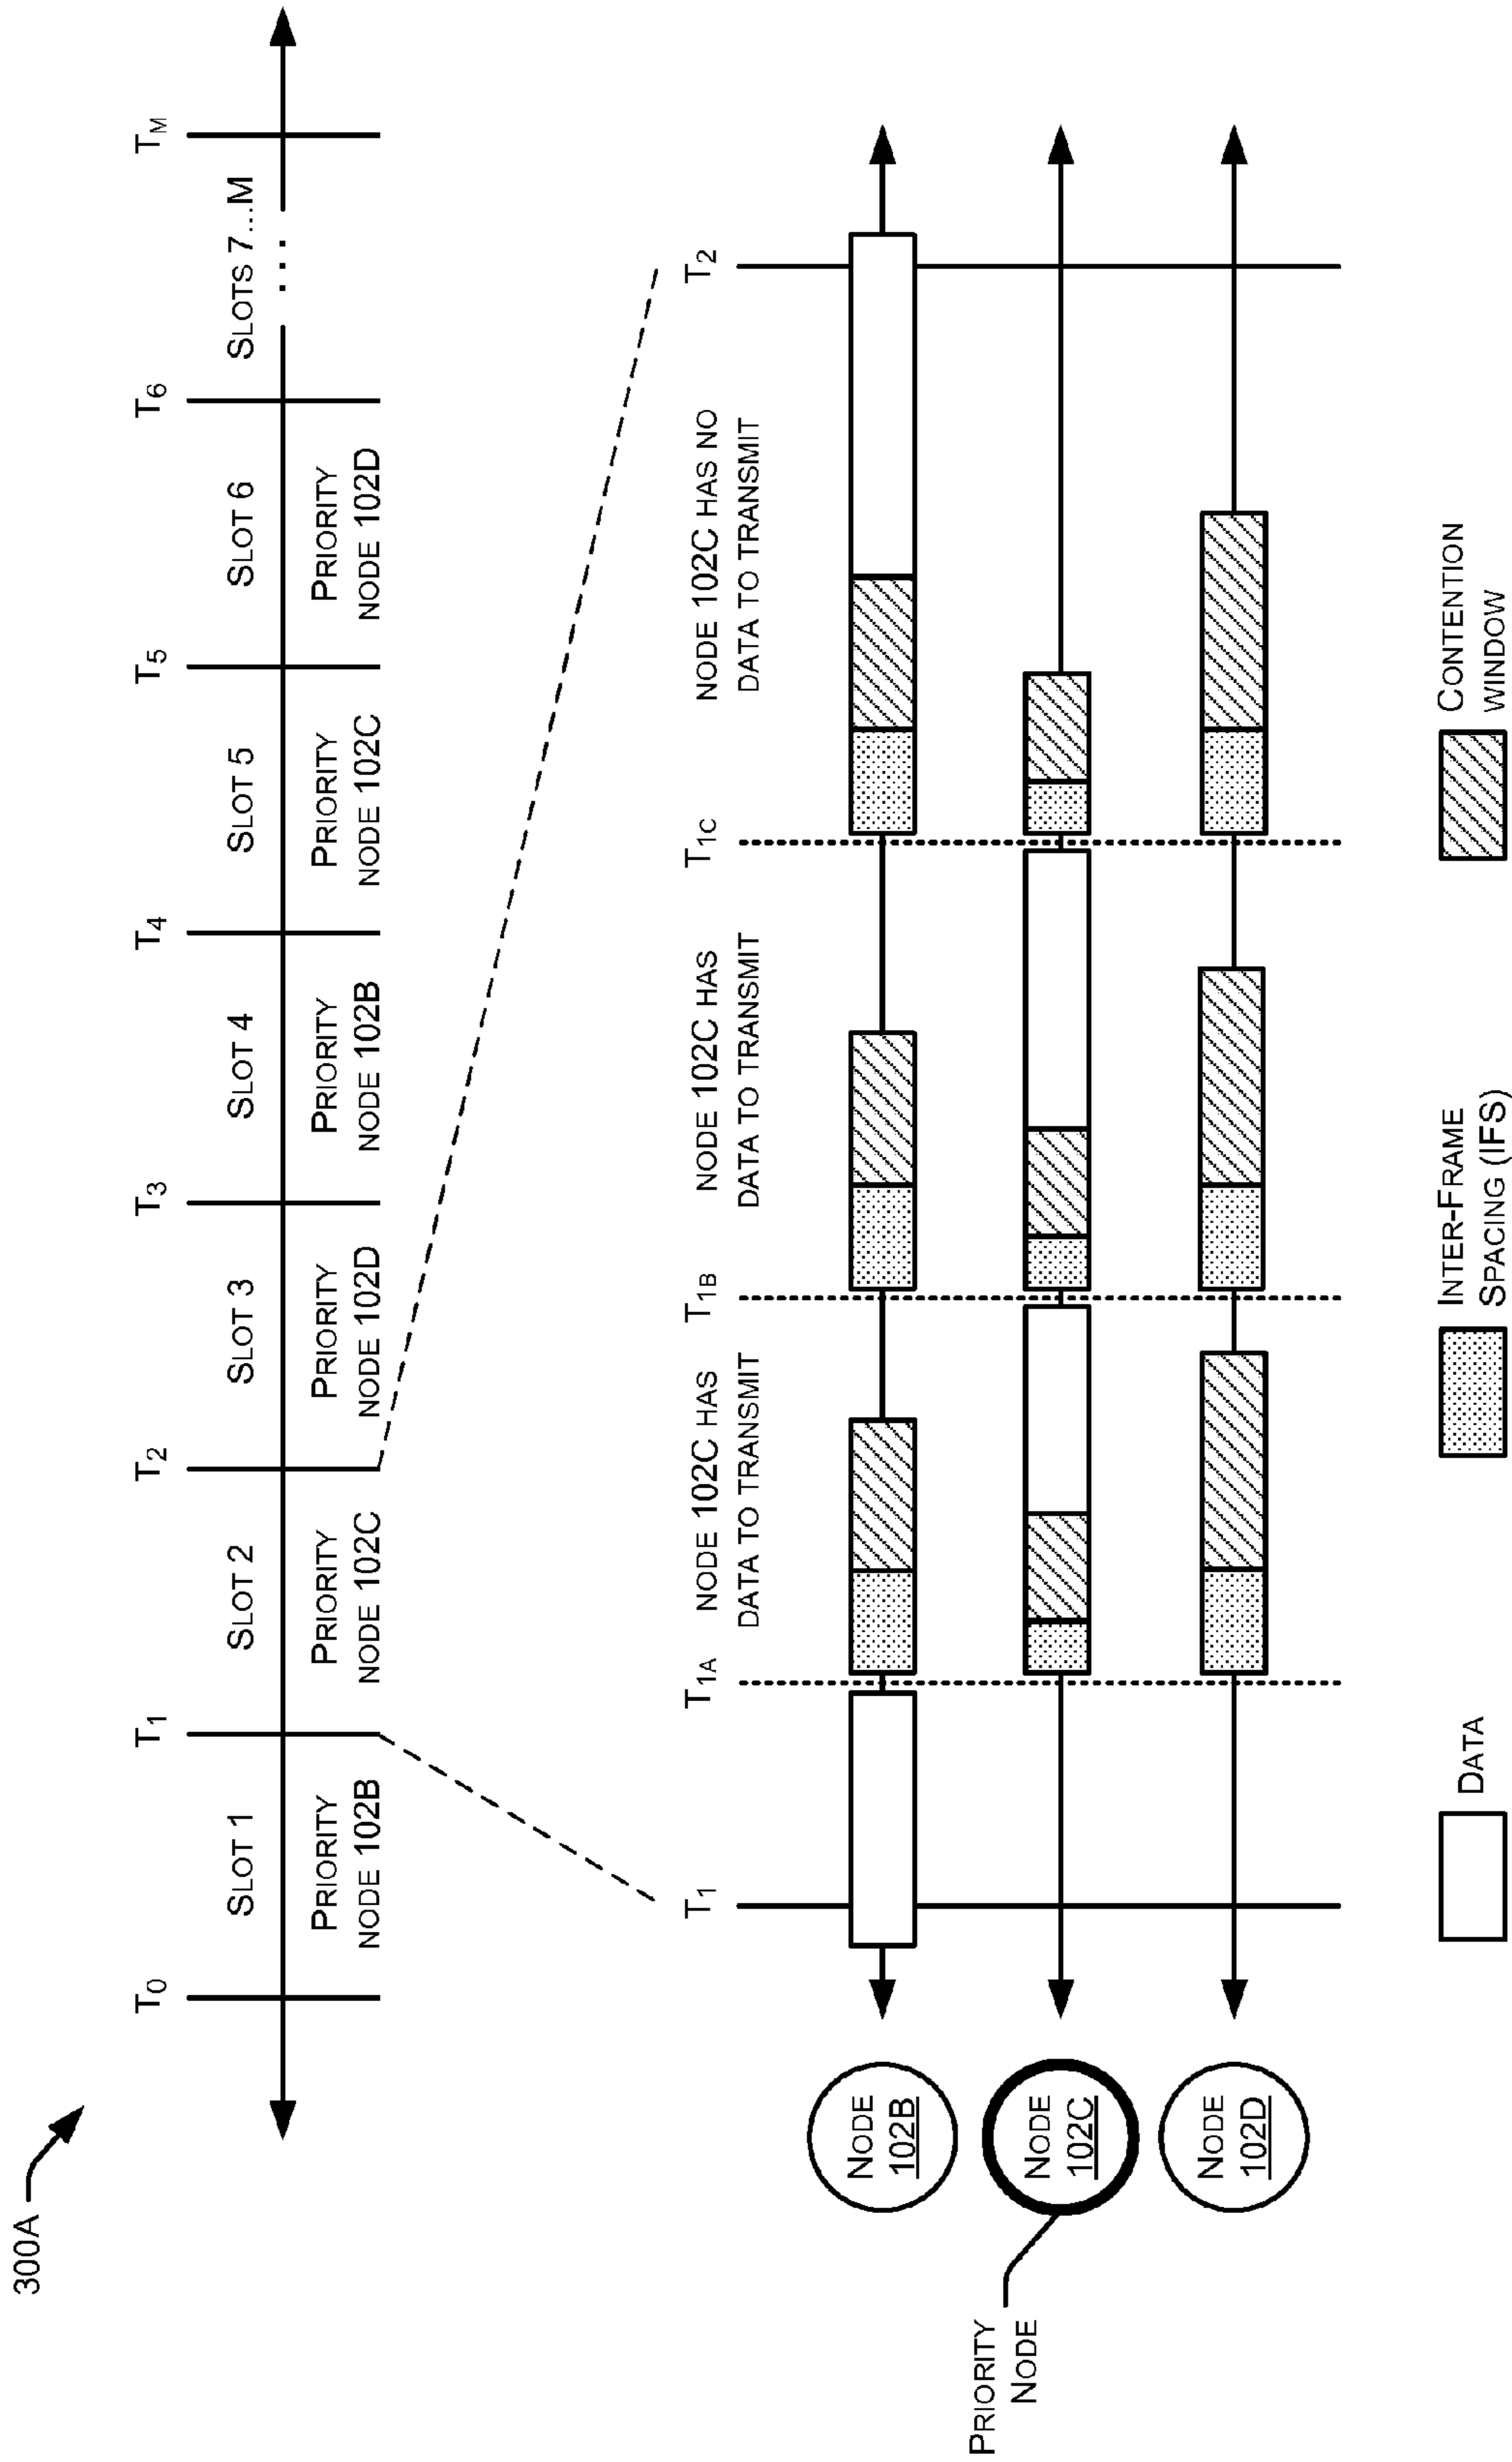 300A
T0
T1
T2
T3
T4
T5
T6
TM
SLOT 1
SLOT 2
SLOT 3
SLOT 4
SLOT 5
SLOT 6
SLOTS 7...M
PRIORITY
NODE 102B
PRIORITY
NODE 102C
PRIORITY
NODE 102D
PRIORITY
NODE 102B
PRIORITY
NODE 102C
PRIORITY
NODE 102D
T1
T1A
NODE 102C HAS
DATA TO TRANSMIT
T1B
NODE 102C HAS
DATA TO TRANSMIT
T1C
NODE 102C HAS NO
DATA TO TRANSMIT
T2
NODE
102B
PRIORITY
NODE
NODE
102C
NODE
102D
DATA
INTER-FRAME
SPACING (IFS)
CONTENTION
WINDOW